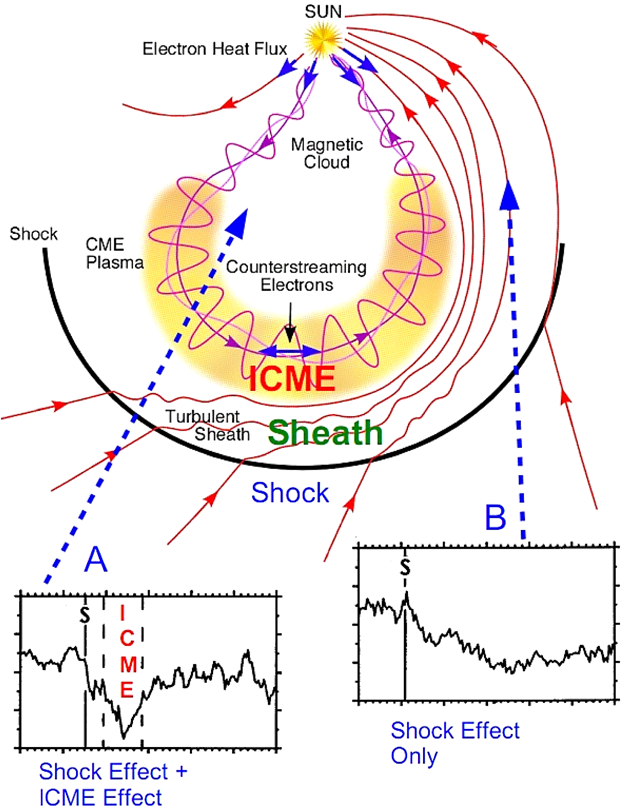 SUN
Electron Heat Flux
Magnetic
Cloud
Shock
CME
Plasma
Counterstreaming
Electrons
ICME
Turbulent
Sheath
Sheath
Shock
A
B
S
I
C
M
E
S
Shock Effect +
ICME Effect
Shock Effect
Only